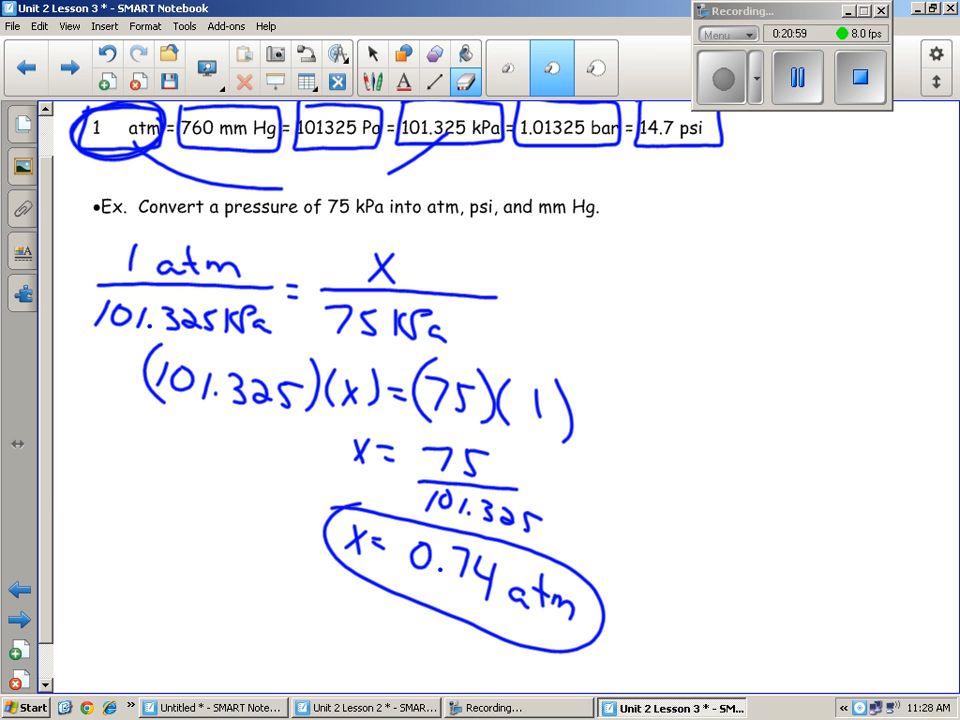 Unit 2 Lesson 3 * - SMART Notebook
Recording...
File Edit View Insert Format Tools Help
Menu 0:20:59 8.0 fps
1 atm = 760 mm Hg = 101325 Pa = 101.325 kPa = 1.01325 bar = 14.7 psi
•Ex. Convert a pressure of 75 kPa into atm, psi, and mm Hg.
1 atm = X
101.325 kPa 75 kPa
(101.325)(x) = (75)(1)
x = 75
101.325
x = 0.74 atm
Start » Untitled * - SMART Note... Unit 2 Lesson 2 * - SMAR... Recording... Unit 2 Lesson 3 * - SM... « 11:28 AM